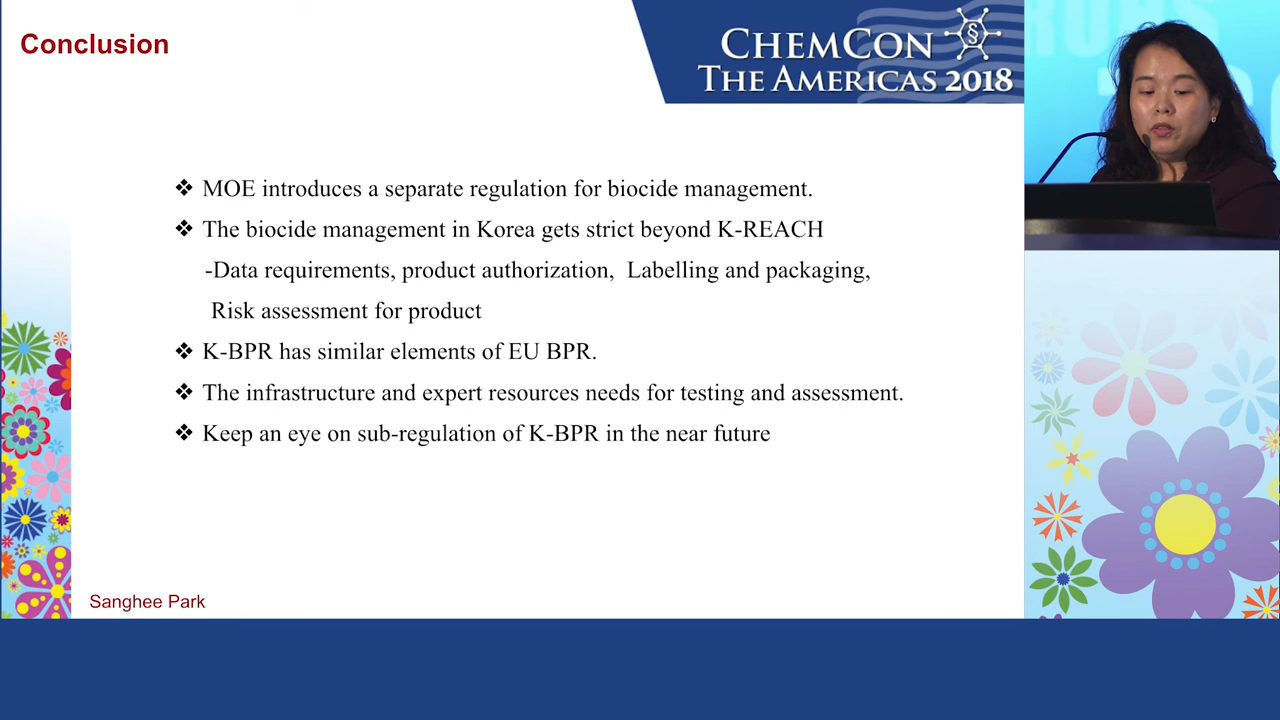 Conclusion
CHEMCON §
THE AMERICAS 2018
❖ MOE introduces a separate regulation for biocide management.
❖ The biocide management in Korea gets strict beyond K-REACH
-Data requirements, product authorization, Labelling and packaging,
Risk assessment for product
❖ K-BPR has similar elements of EU BPR.
❖ The infrastructure and expert resources needs for testing and assessment.
❖ Keep an eye on sub-regulation of K-BPR in the near future
Sanghee Park